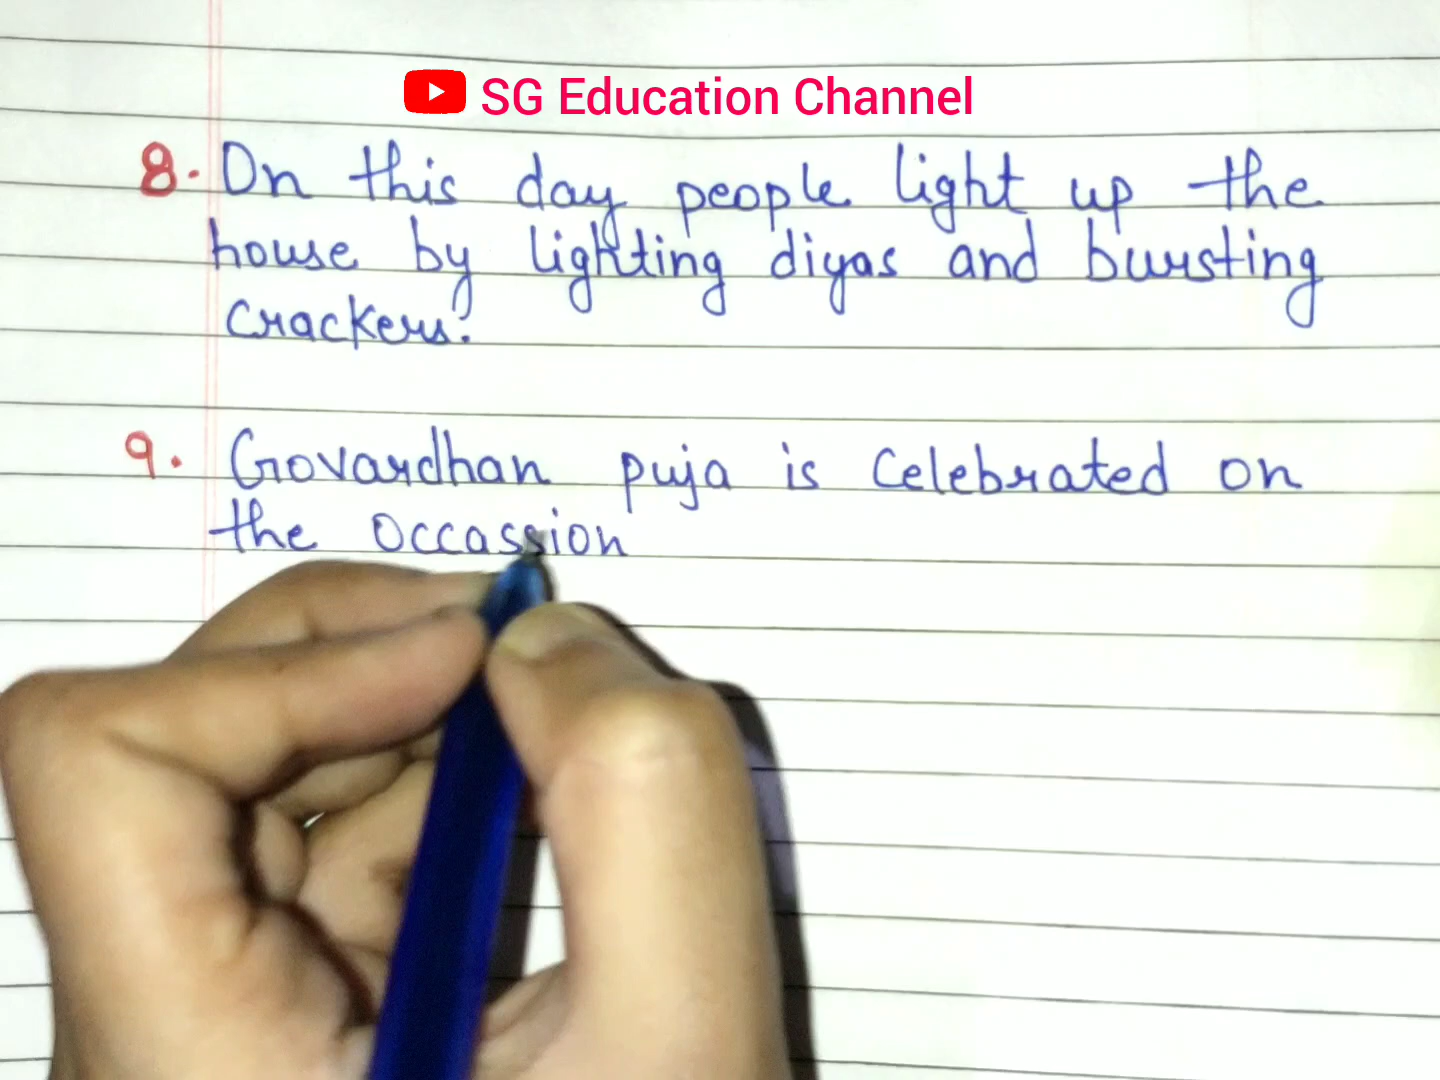 SG Education Channel
8. On this day people light up the
house by lighting diyas and bursting
crackers.
9. Govardhan puja is celebrated on
the occassion